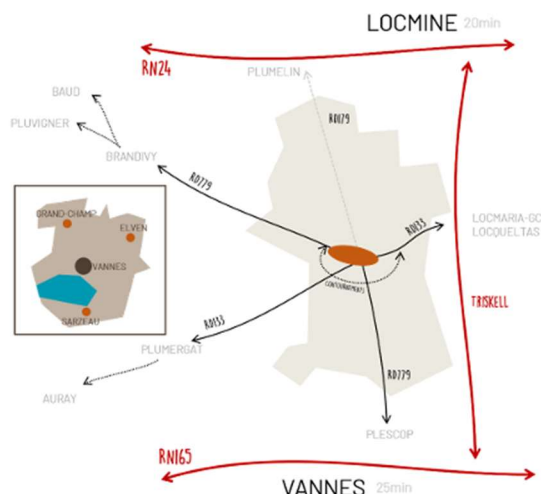 LOCMINE 20min
RN24
PLUMELIN
BAUD
PLUVIGNER
BRANDIVY
RD179
RD779
GRAND-CHAMP
ELVEN
VANNES
SARZEAU
RD133
LOCMARIA-GC
LOCQUELTAS
CONTOURNEMENTS
TRISKELL
RD133
PLUMERGAT
RD779
AURAY
PLESCOP
RN165
VANNES 25min